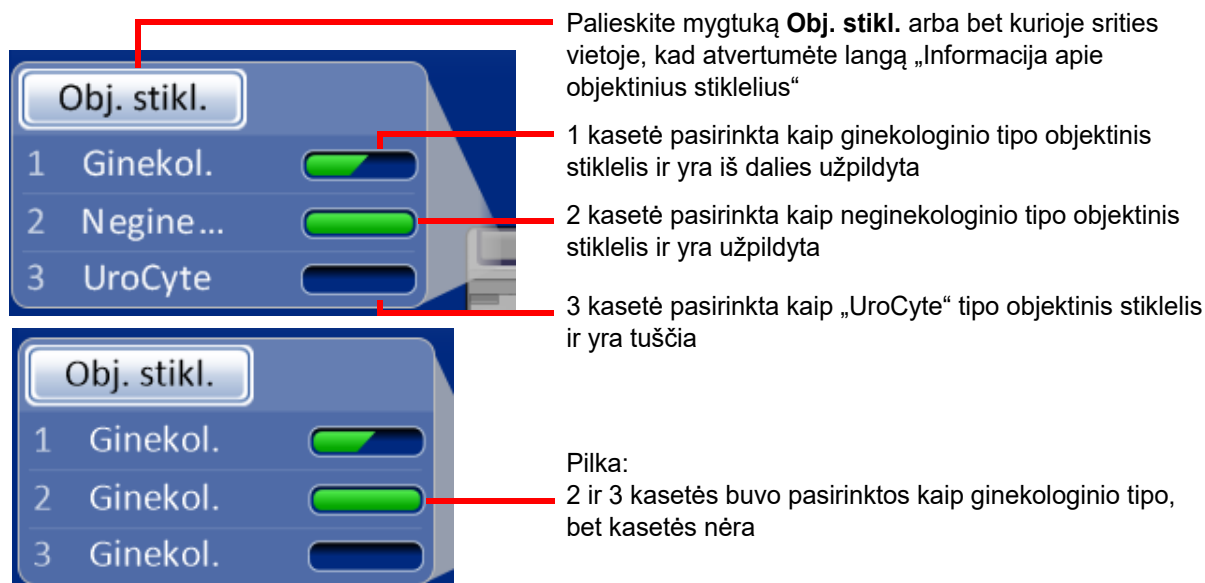 Palieskite mygtuką Obj. stikl. arba bet kurioje srities
vietoje, kad atvertumėte langą „Informacija apie
objektinius stiklelius“
Obj. stikl.
1 Ginekol.
2 Negine...
3 UroCyte
1 kasetė pasirinkta kaip ginekologinio tipo objektinis
stiklelis ir yra iš dalies užpildyta
2 kasetė pasirinkta kaip neginekologinio tipo objektinis
stiklelis ir yra užpildyta
3 kasetė pasirinkta kaip „UroCyte“ tipo objektinis stiklelis
ir yra tuščia
Obj. stikl.
1 Ginekol.
2 Ginekol.
3 Ginekol.
Pilka:
2 ir 3 kasetės buvo pasirinktos kaip ginekologinio tipo,
bet kasetės nėra